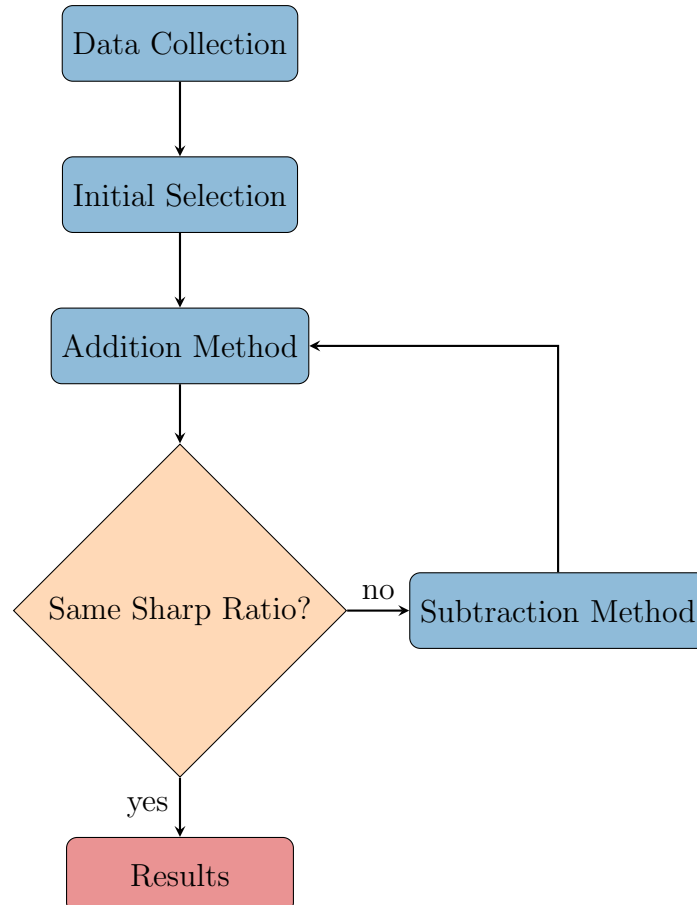 Data Collection
Initial Selection
Addition Method
Same Sharp Ratio?
no
Subtraction Method
yes
Results